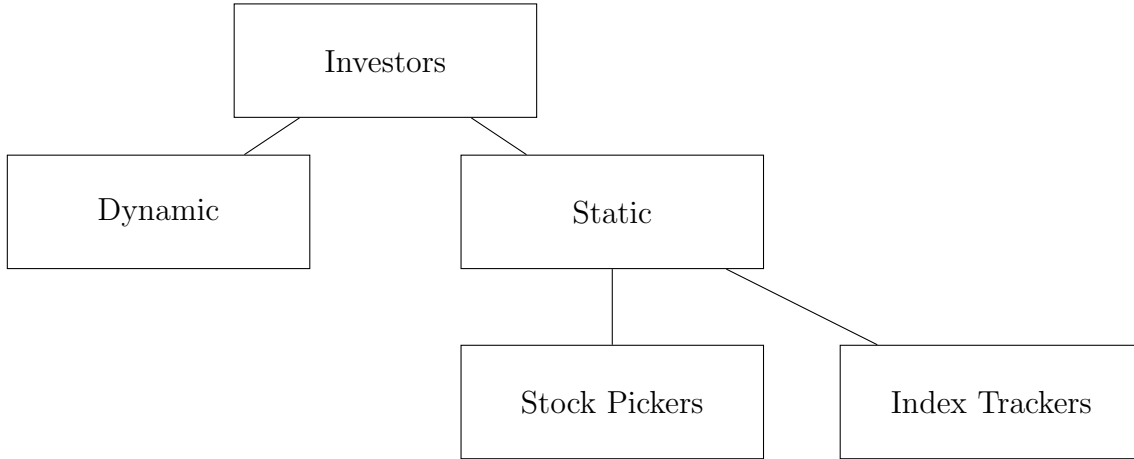 Investors
Dynamic
Static
Stock Pickers
Index Trackers